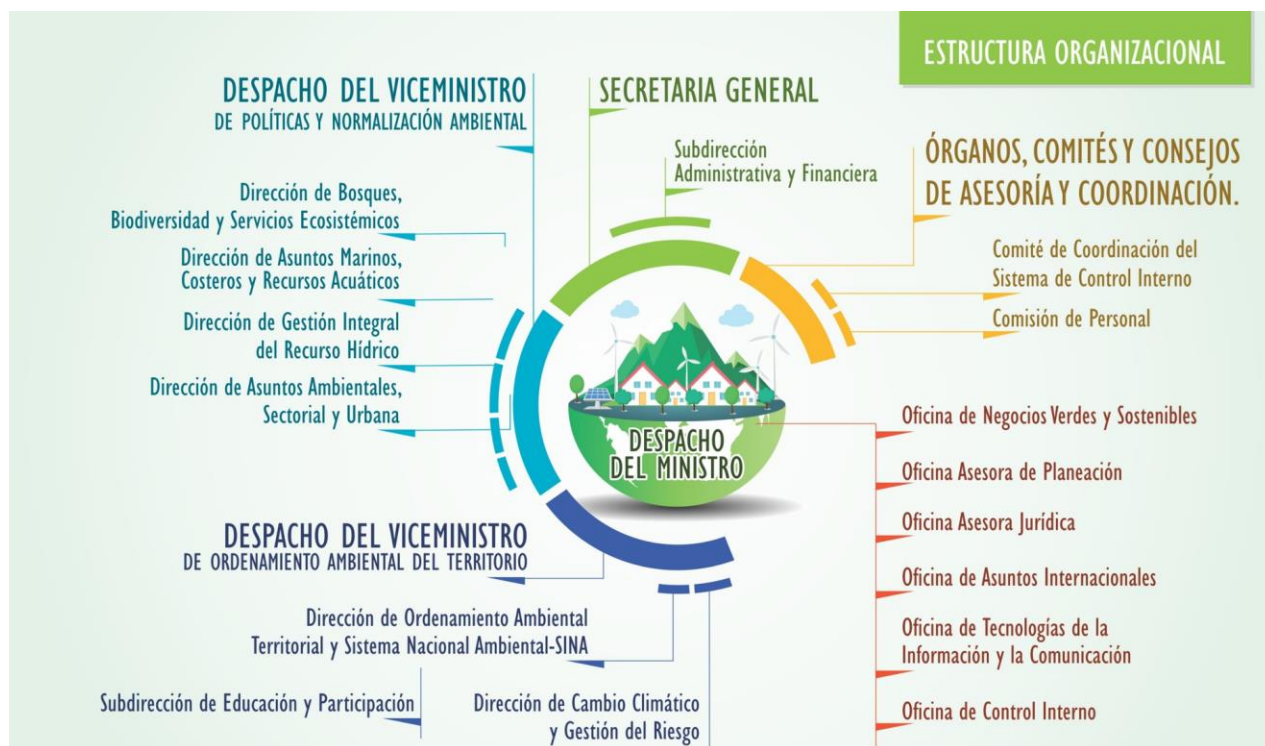 ESTRUCTURA ORGANIZACIONAL
DESPACHO DEL VICEMINISTRO
DE POLÍTICAS Y NORMALIZACIÓN AMBIENTAL
Dirección de Bosques,
Biodiversidad y Servicios Ecosistémicos
Dirección de Asuntos Marinos,
Costeros y Recursos Acuáticos
Dirección de Gestión Integral
del Recurso Hídrico
Dirección de Asuntos Ambientales,
Sectorial y Urbana
SECRETARIA GENERAL
Subdirección
Administrativa y Financiera
ÓRGANOS, COMITÉS Y CONSEJOS
DE ASESORÍA Y COORDINACIÓN.
Comité de Coordinación del
Sistema de Control Interno
Comisión de Personal
DESPACHO
DEL MINISTRO
Oficina de Negocios Verdes y Sostenibles
Oficina Asesora de Planeación
Oficina Asesora Jurídica
Oficina de Asuntos Internacionales
Oficina de Tecnologías de la
Información y la Comunicación
Oficina de Control Interno
DESPACHO DEL VICEMINISTRO
DE ORDENAMIENTO AMBIENTAL DEL TERRITORIO
Dirección de Ordenamiento Ambiental
Territorial y Sistema Nacional Ambiental-SINA
Subdirección de Educación y Participación
Dirección de Cambio Climático
y Gestión del Riesgo